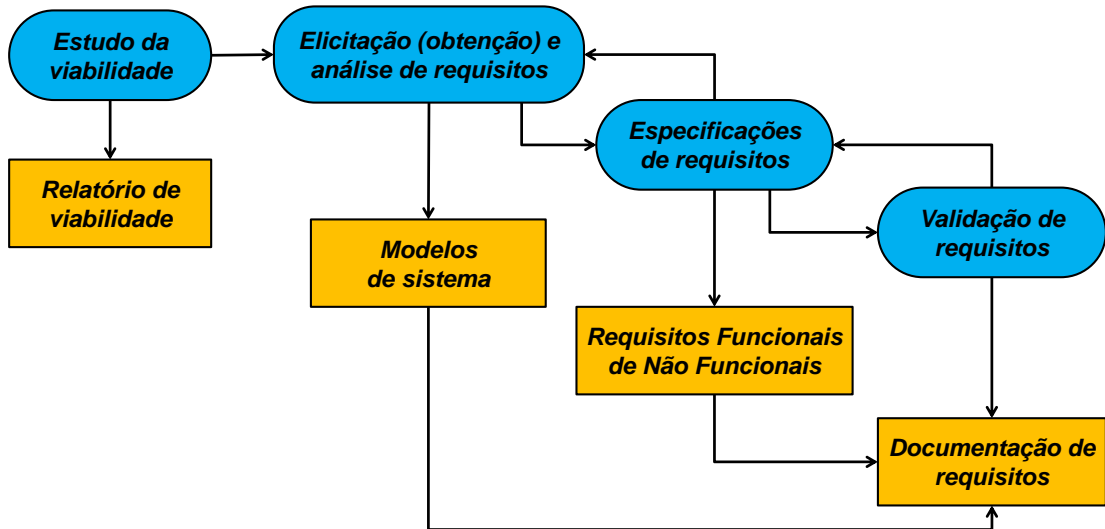 Estudo da
viabilidade
Elicitação (obtenção) e
análise de requisitos
Especificações
de requisitos
Relatório de
viabilidade
Validação de
requisitos
Modelos
de sistema
Requisitos Funcionais
de Não Funcionais
Documentação de
requisitos